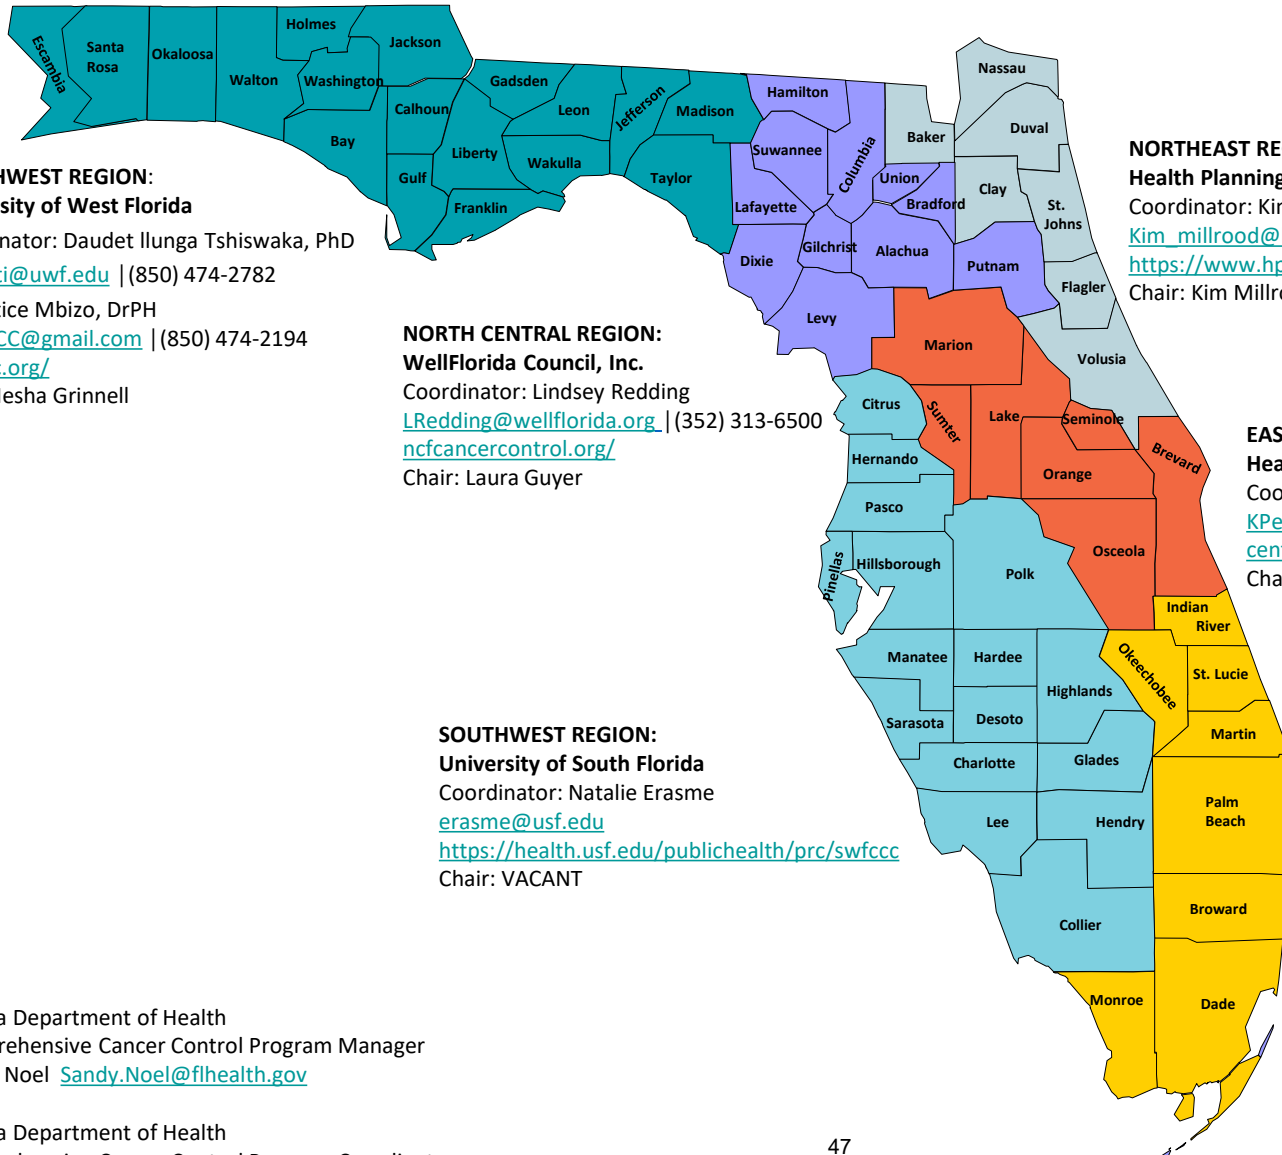 Escambia
Santa
Rosa
Okaloosa
Walton
Holmes
Washington
Jackson
Bay
Calhoun
Gulf
Liberty
Gadsden
Franklin
Leon
Wakulla
Jefferson
Madison
Taylor
Hamilton
Suwannee
Lafayette
Columbia
Dixie
Gilchrist
Levy
Union
Bradford
Alachua
Putnam
Baker
Nassau
Duval
Clay
St.
Johns
Flagler
Volusia
Marion
Citrus
Sumter
Lake
Seminole
Orange
Brevard
Osceola
Hernando
Pasco
Pinellas
Hillsborough
Polk
Indian
River
Manatee
Hardee
Highlands
Okeechobee
St. Lucie
Sarasota
Desoto
Martin
Charlotte
Glades
Palm
Beach
Lee
Hendry
Broward
Collier
Monroe
Dade
HWEST REGION:
sity of West Florida
nator: Daudet Ilunga Tshiswaka, PhD
ti@uwf.edu |(850) 474-2782
ice Mbizo, DrPH
CC@gmail.com |(850) 474-2194
c.org/
Iesha Grinnell
NORTH CENTRAL REGION:
WellFlorida Council, Inc.
Coordinator: Lindsey Redding
LRedding@wellflorida.org |(352) 313-6500
ncfcancercontrol.org/
Chair: Laura Guyer
NORTHEAST RE
Health Planning
Coordinator: Kin
Kim_millrood@
https://www.hp
Chair: Kim Millro
EAS
Hea
Coo
KPe
cent
Cha
SOUTHWEST REGION:
University of South Florida
Coordinator: Natalie Erasme
erasme@usf.edu
https://health.usf.edu/publichealth/prc/swfccc
Chair: VACANT
a Department of Health
rehensive Cancer Control Program Manager
Noel Sandy.Noel@flhealth.gov
a Department of Health
47